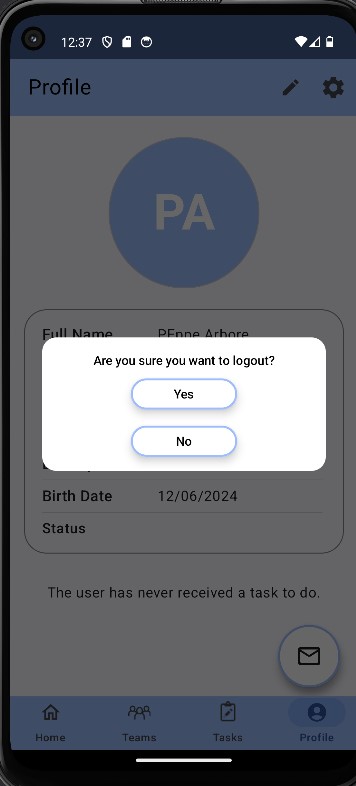 12:37
Profile
PA
Full Name PEnne Arbore
Are you sure you want to logout?
Yes
No
Birth Date 12/06/2024
Status
The user has never received a task to do.
Home Teams Tasks Profile